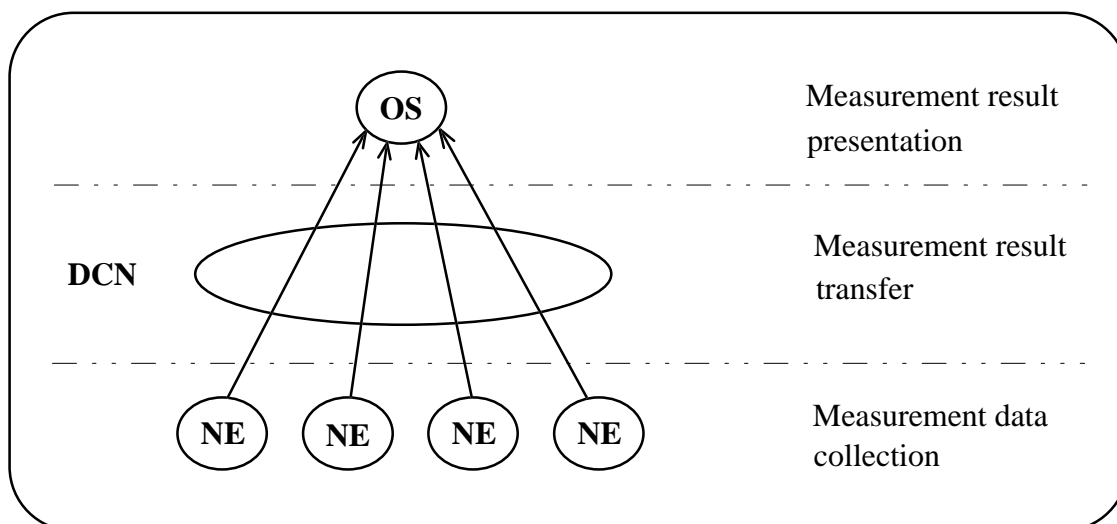 OS
Measurement result
presentation
DCN
Measurement result
transfer
NE NE NE NE
Measurement data
collection